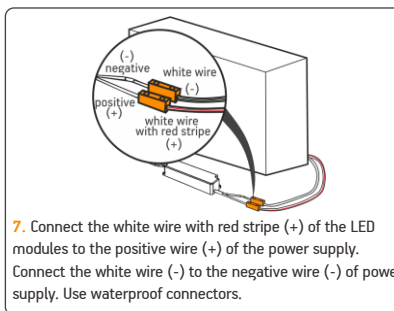 (-)
negative
white wire
(-)
positive
(+)
white wire
with red stripe
(+)
7. Connect the white wire with red stripe (+) of the LED
modules to the positive wire (+) of the power supply.
Connect the white wire (-) to the negative wire (-) of powe
supply. Use waterproof connectors.